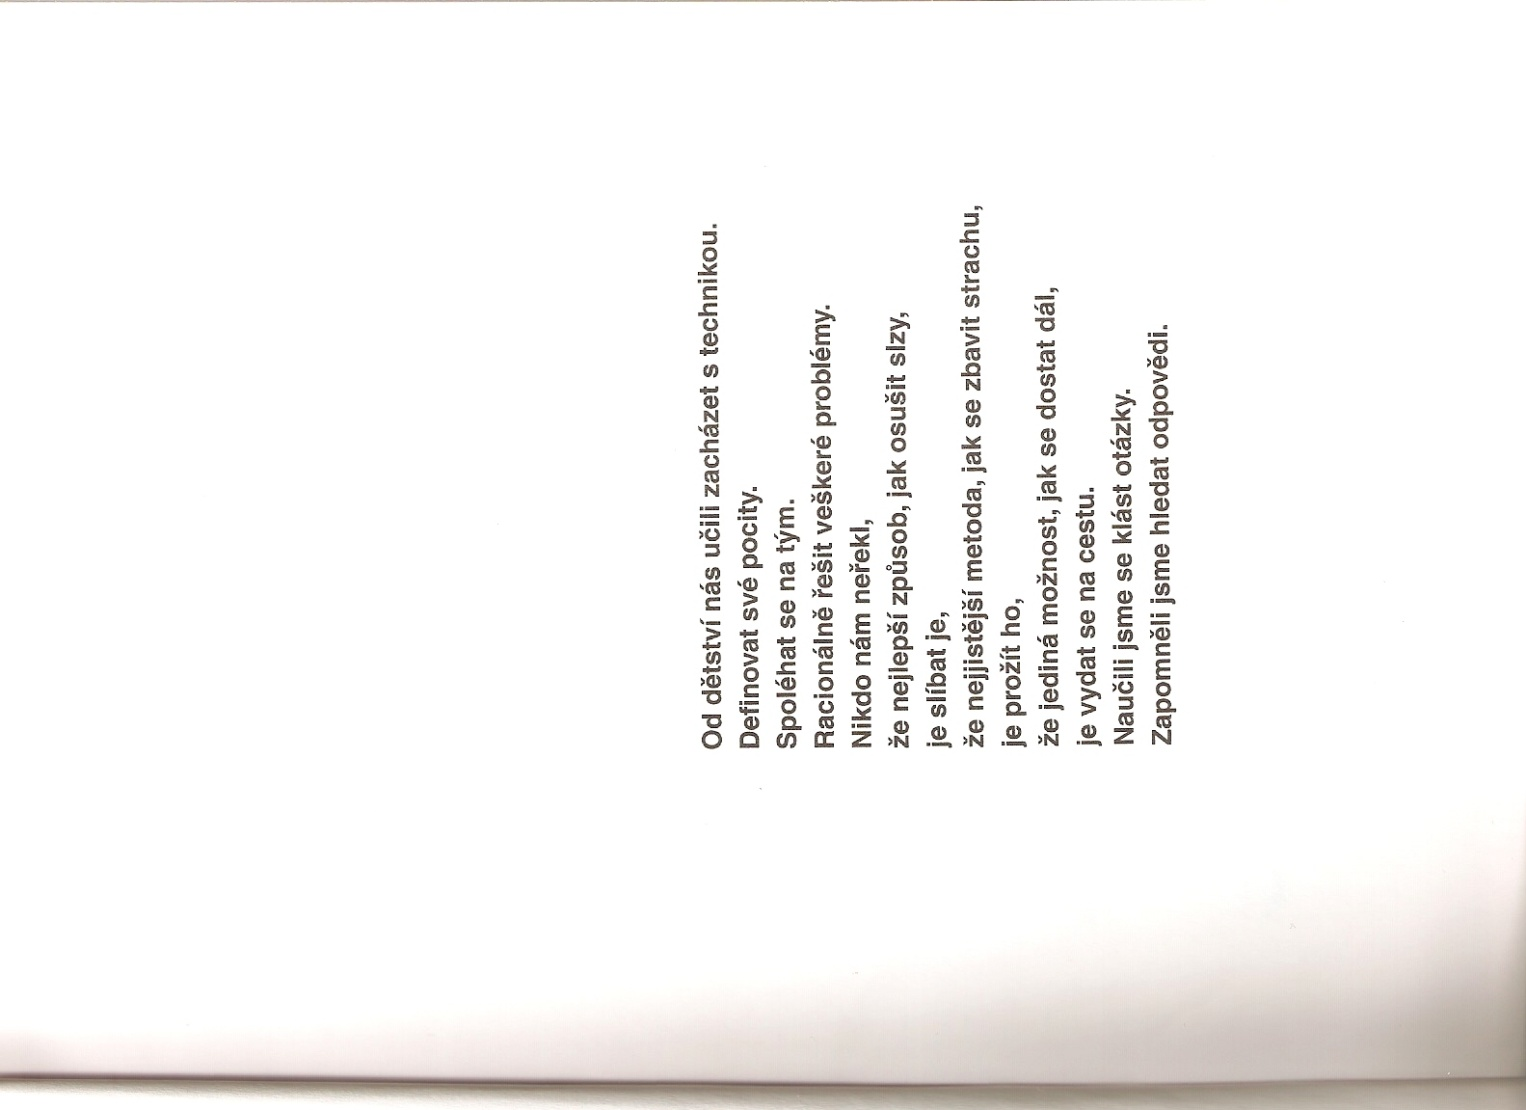 Od dětství nás učili zacházet s technikou.
Definovat své pocity.
Spoléhat se na tým.
Racionálně řešit veškeré problémy.
Nikdo nám neřekl,
že nejlepší způsob, jak osušit slzy,
je slíbat je,
že nejjistější metoda, jak se zbavit strachu,
je prožít ho,
že jediná možnost, jak se dostat dál,
je vydat se na cestu.
Naučili jsme se klást otázky.
Zapomněli jsme hledat odpovědi.